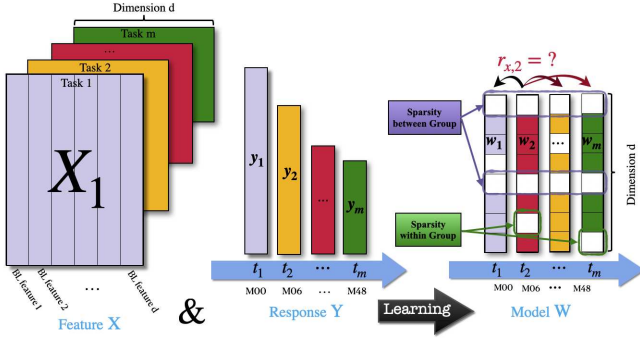 Dimension d
Task m
...
Task 2
Task 1
X1
BL feature 1
BL feature 2
...
BL feature d
Feature X
&
y1
y2
...
ym
t1 t2 ... tm
M00 M06 ... M48
Response Y
Learning
rx,2 = ?
Sparsity
between Group
Sparsity
within Group
w1
w2
...
wm
Dimension d
t1 t2 ... tm
M00 M06 ... M48
Model W